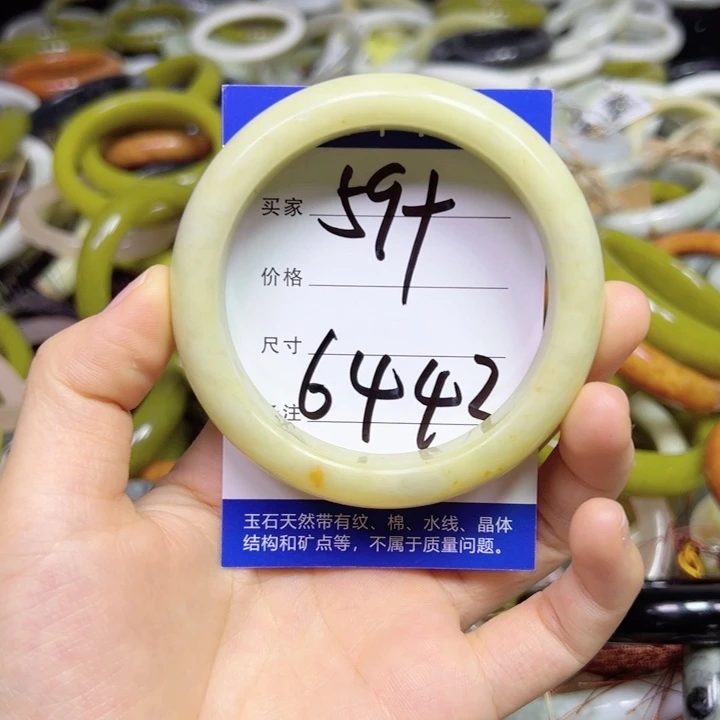 买家 59+
价格
尺寸
注 6442
玉石天然带有纹、棉、水线、晶体
结构和矿点等，不属于质量问题。